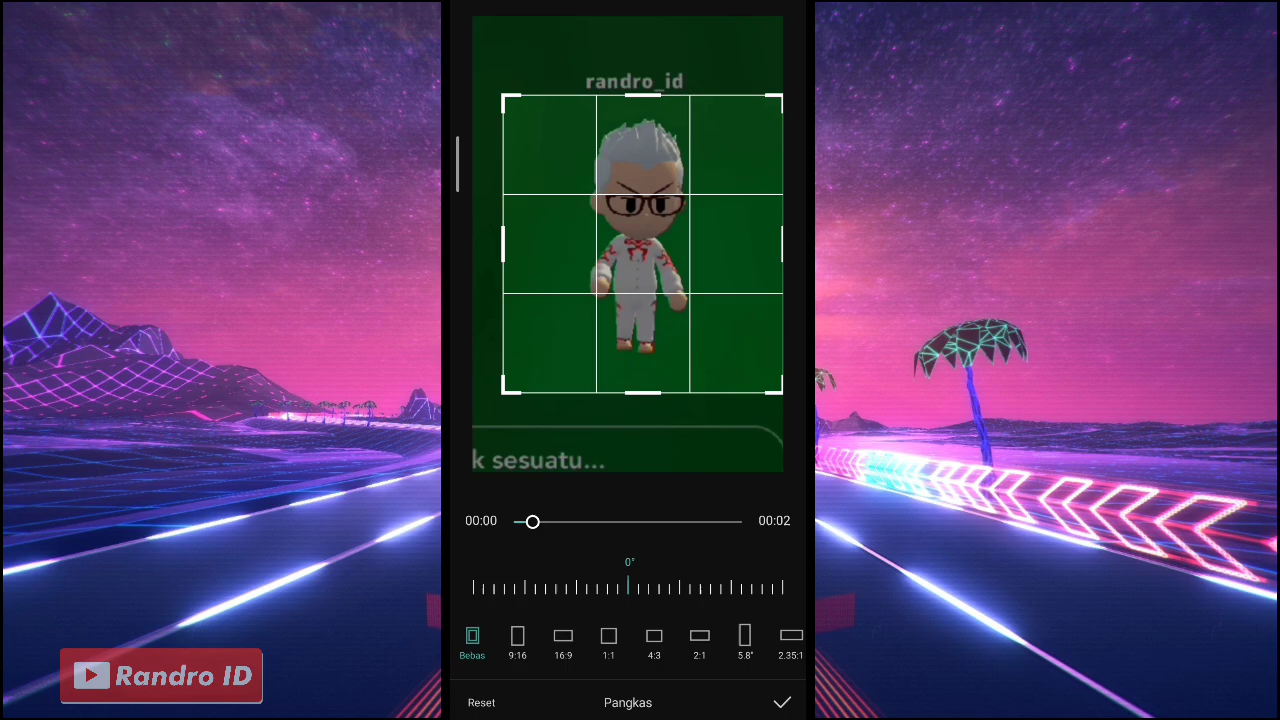 randro_id
k sesuatu...
00:00
00:02
0°
Bebas
9:16
16:9
1:1
4:3
2:1
5.8"
2.35:1
Reset
Pangkas
Randro ID